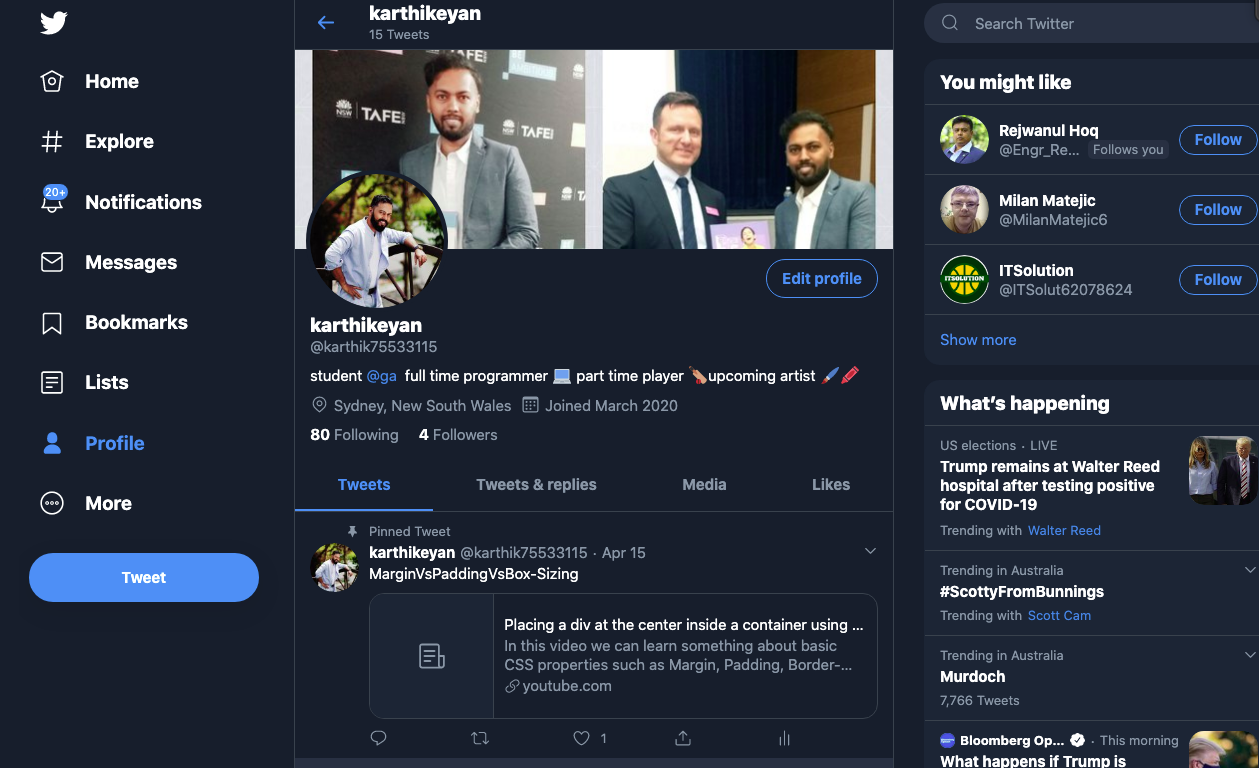 karthikeyan
15 Tweets
Search Twitter
Home
Explore
20+
Notifications
Messages
Bookmarks
Lists
Profile
More
Tweet
NSW TAFE
NSW TAFE
NSW
Edit profile
karthikeyan
@karthik75533115
student @ga full time programmer 💻 part time player 🏏upcoming artist 🖌️🖍️
Sydney, New South Wales Joined March 2020
80 Following 4 Followers
Tweets Tweets & replies Media Likes
Pinned Tweet
karthikeyan @karthik75533115 · Apr 15
MarginVsPaddingVsBox-Sizing
Placing a div at the center inside a container using ...
In this video we can learn something about basic
CSS properties such as Margin, Padding, Border-...
youtube.com
1
You might like
Rejwanul Hoq
@Engr_Re... Follows you
Follow
Milan Matejic
@MilanMatejic6
Follow
ITSOLUTION
ITSolution
@ITSolut62078624
Follow
Show more
What's happening
US elections · LIVE
Trump remains at Walter Reed
hospital after testing positive
for COVID-19
Trending with Walter Reed
Trending in Australia
#ScottyFromBunnings
Trending with Scott Cam
Trending in Australia
Murdoch
7,766 Tweets
Bloomberg Op... · This morning
What happens if Trump is